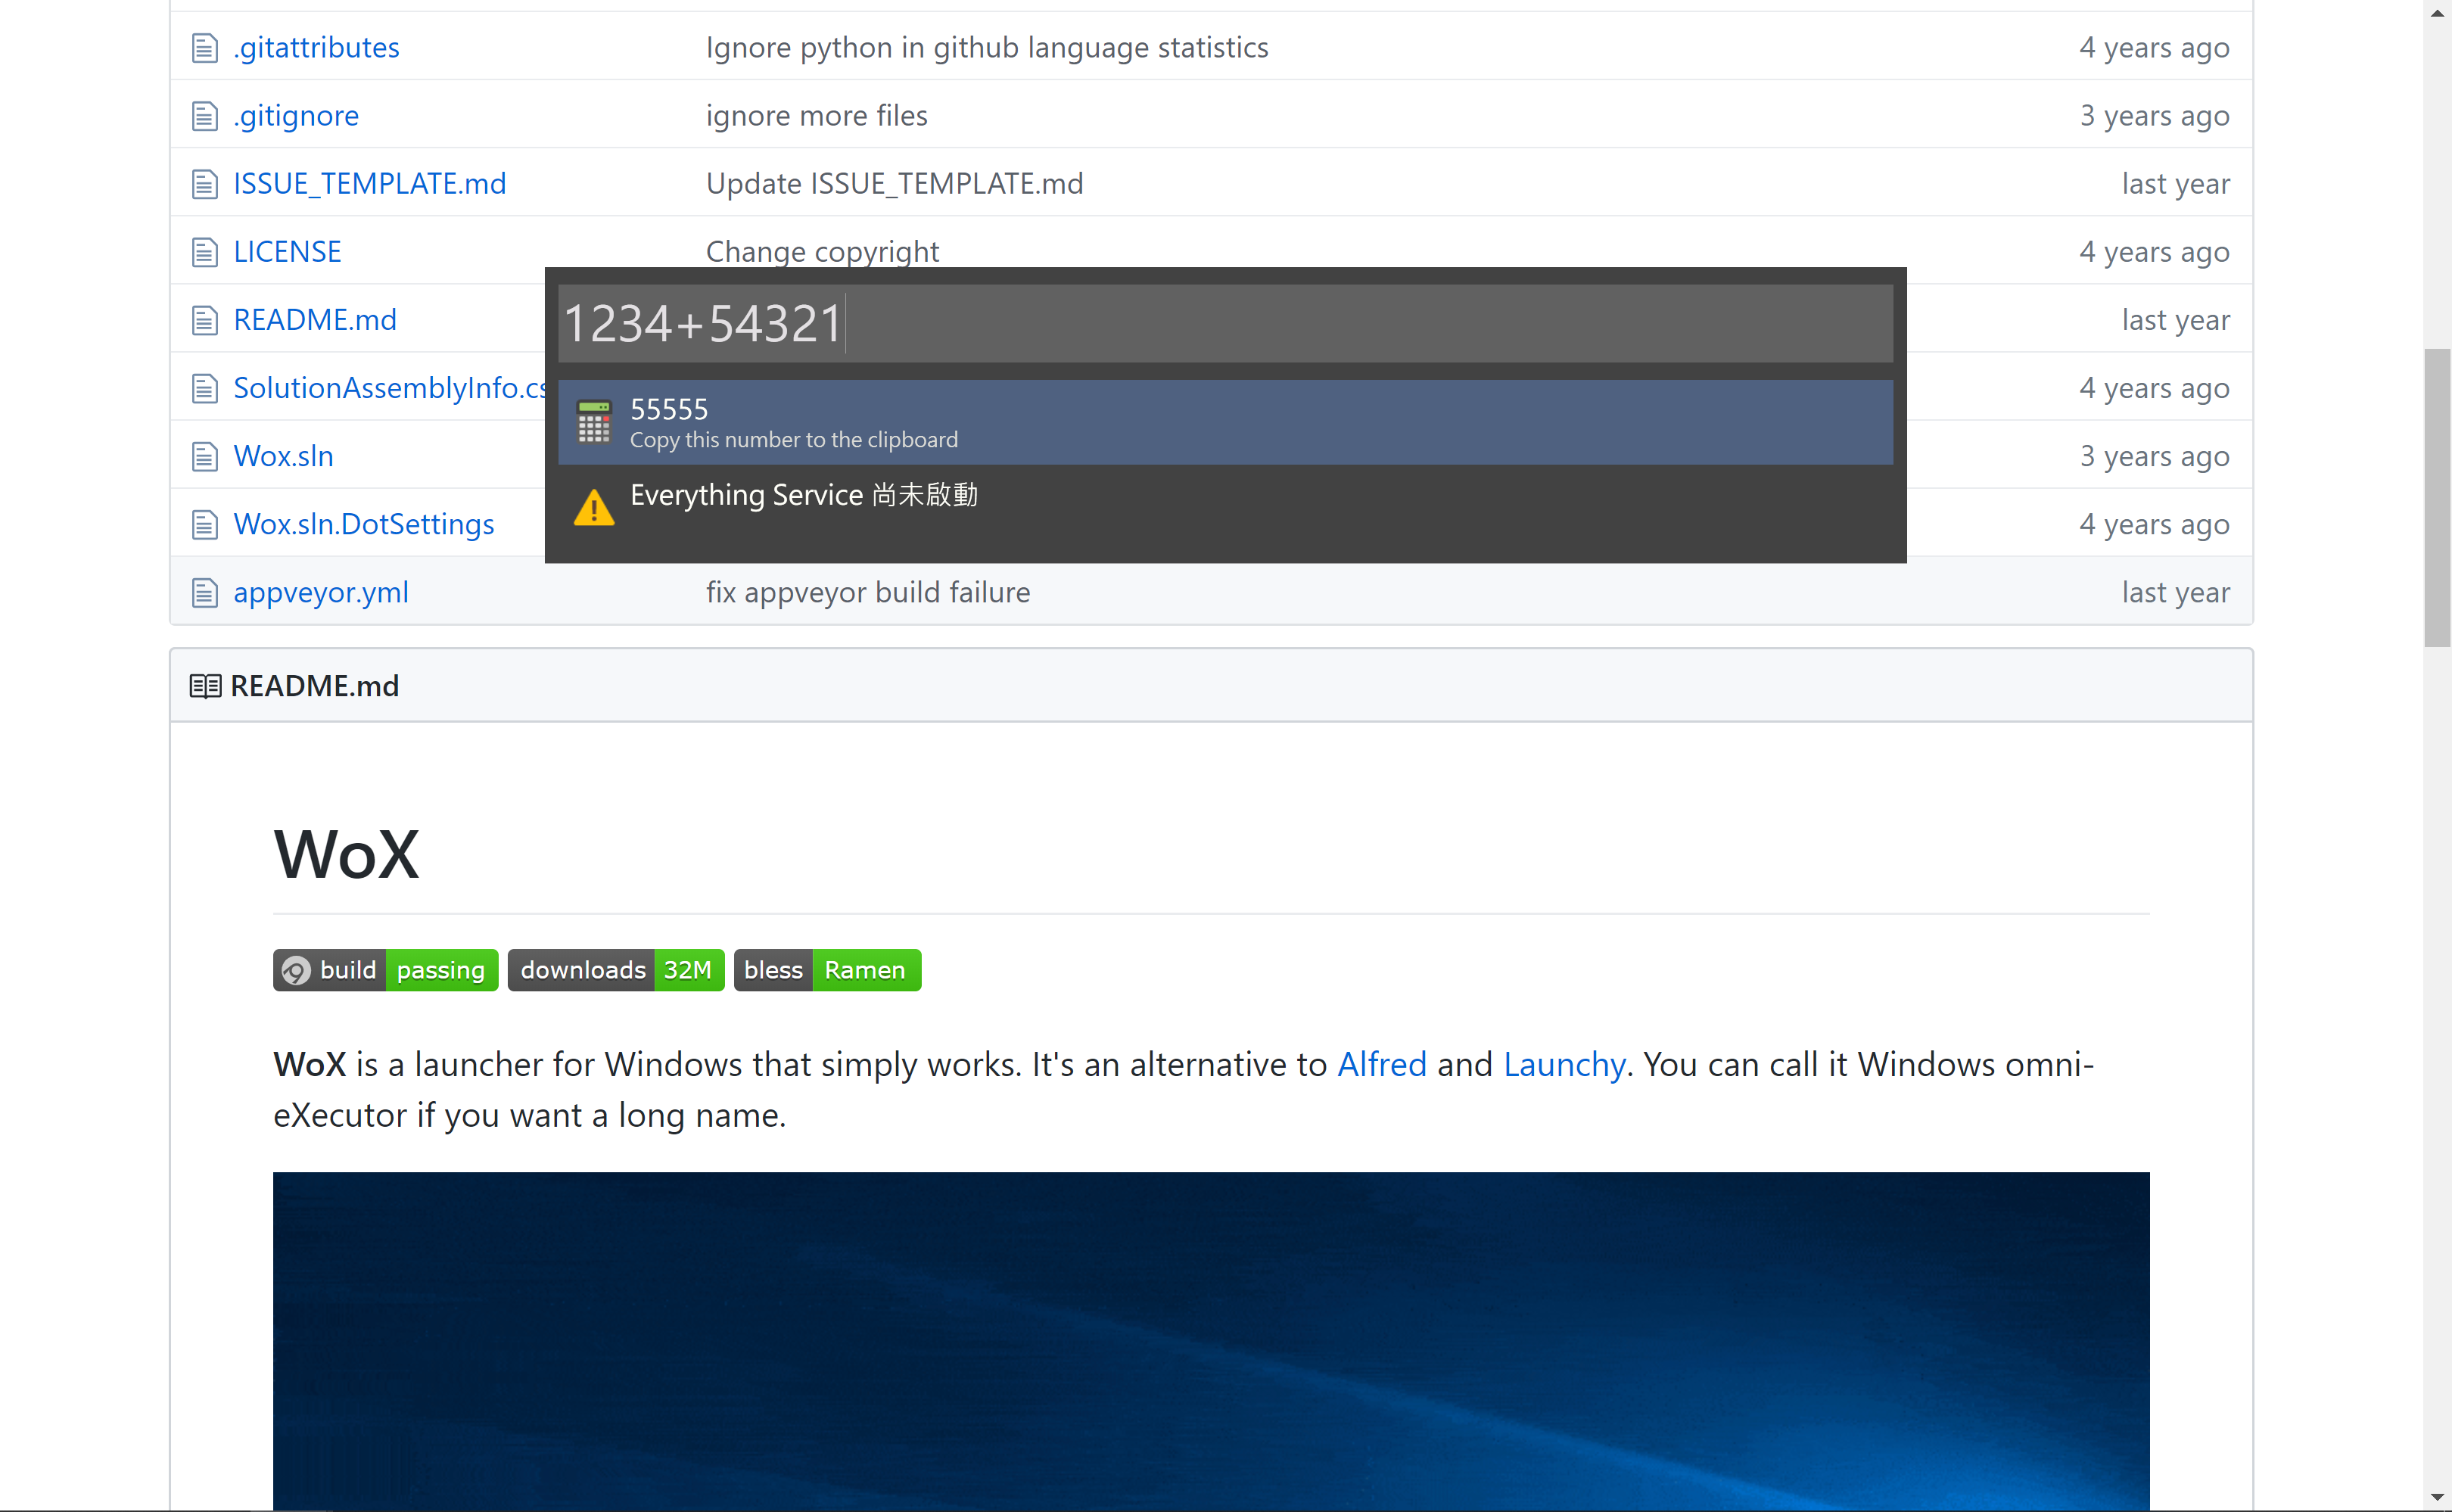 .gitattributes Ignore python in github language statistics 4 years ago
.gitignore ignore more files 3 years ago
ISSUE_TEMPLATE.md Update ISSUE_TEMPLATE.md last year
LICENSE Change copyright 4 years ago
README.md last year
SolutionAssemblyInfo.cs 4 years ago
Wox.sln 3 years ago
Wox.sln.DotSettings 4 years ago
appveyor.yml fix appveyor build failure last year
1234+54321
55555
Copy this number to the clipboard
Everything Service 尚未啟動
README.md
WoX
build passing downloads 32M bless Ramen
WoX is a launcher for Windows that simply works. It's an alternative to Alfred and Launchy. You can call it Windows omni-
eXecutor if you want a long name.